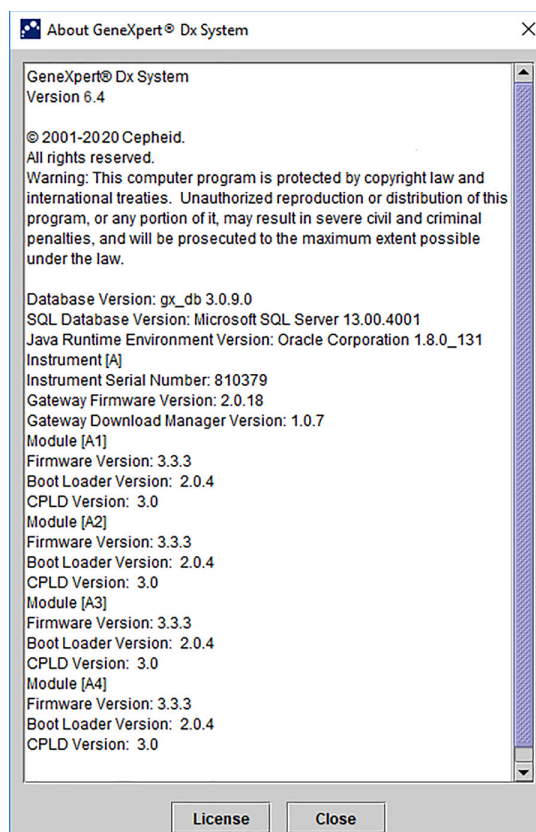 About GeneXpert® Dx System
GeneXpert® Dx System
Version 6.4
© 2001-2020 Cepheid.
All rights reserved.
Warning: This computer program is protected by copyright law and
international treaties.  Unauthorized reproduction or distribution of this
program, or any portion of it, may result in severe civil and criminal
penalties, and will be prosecuted to the maximum extent possible
under the law.
Database Version: gx_db 3.0.9.0
SQL Database Version: Microsoft SQL Server 13.00.4001
Java Runtime Environment Version: Oracle Corporation 1.8.0_131
Instrument [A]
Instrument Serial Number: 810379
Gateway Firmware Version: 2.0.18
Gateway Download Manager Version: 1.0.7
Module [A1]
Firmware Version: 3.3.3
Boot Loader Version:  2.0.4
CPLD Version:  3.0
Module [A2]
Firmware Version: 3.3.3
Boot Loader Version:  2.0.4
CPLD Version:  3.0
Module [A3]
Firmware Version: 3.3.3
Boot Loader Version:  2.0.4
CPLD Version:  3.0
Module [A4]
Firmware Version: 3.3.3
Boot Loader Version:  2.0.4
CPLD Version:  3.0
License Close